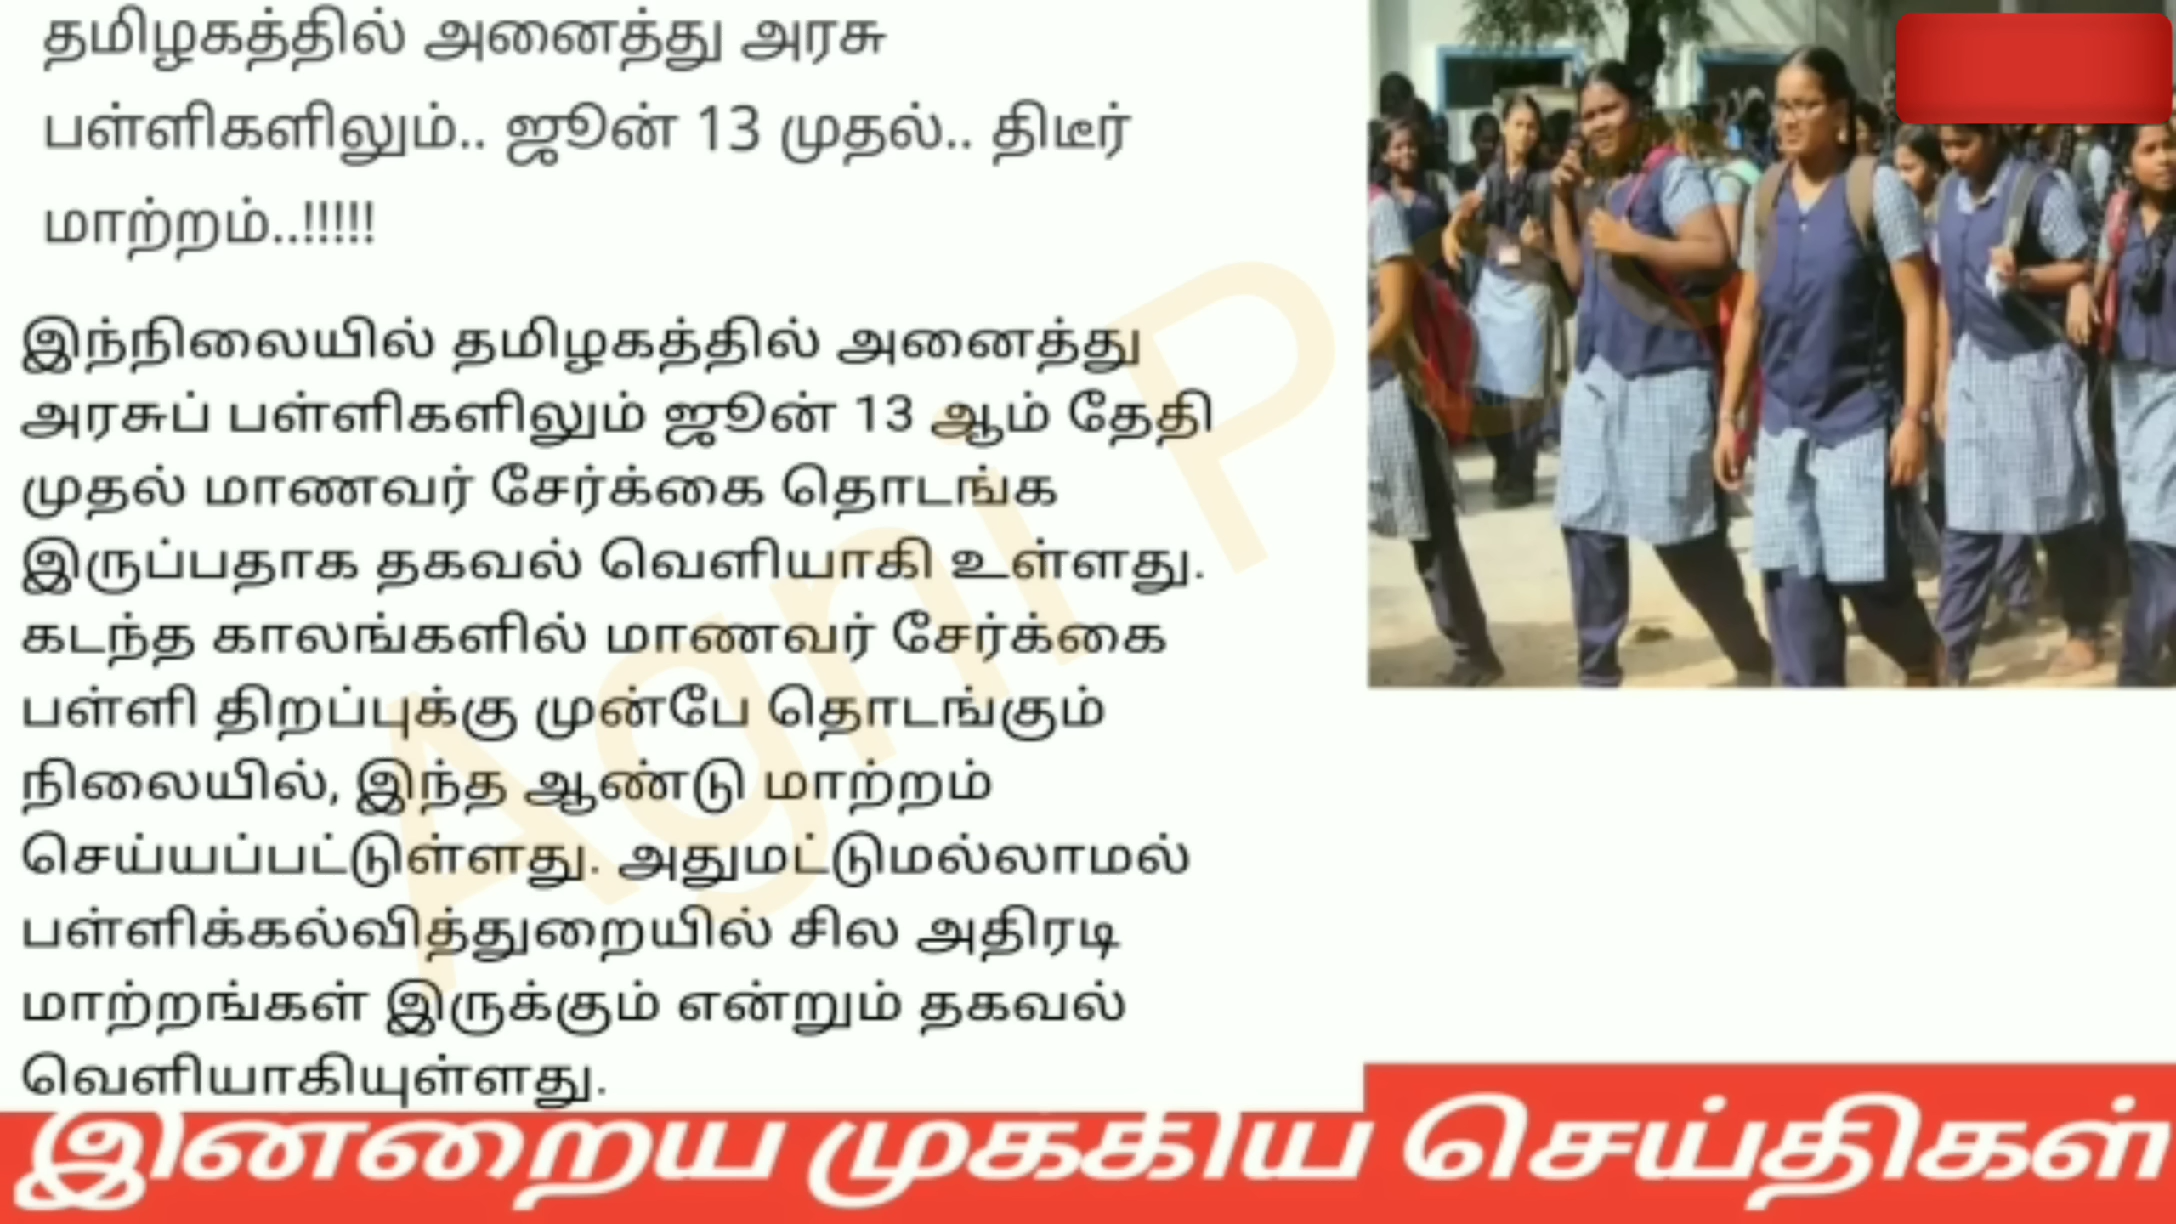 தமிழகத்தில் அனைத்து அரசு
பள்ளிகளிலும்.. ஜூன் 13 முதல்.. திடீர்
மாற்றம்..!!!!!
இந்நிலையில் தமிழகத்தில் அனைத்து
அரசுப் பள்ளிகளிலும் ஜூன் 13 ஆம் தேதி
முதல் மாணவர் சேர்க்கை தொடங்க
இருப்பதாக தகவல் வெளியாகி உள்ளது.
கடந்த காலங்களில் மாணவர் சேர்க்கை
பள்ளி திறப்புக்கு முன்பே தொடங்கும்
நிலையில், இந்த ஆண்டு மாற்றம்
செய்யப்பட்டுள்ளது. அதுமட்டுமல்லாமல்
பள்ளிக்கல்வித்துறையில் சில அதிரடி
மாற்றங்கள் இருக்கும் என்றும் தகவல்
வெளியாகியுள்ளது.
இன்றைய முக்கிய செய்திகள்
Agni P